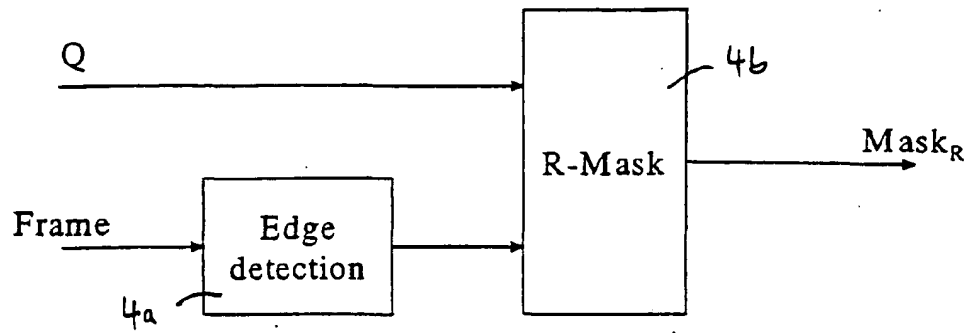 Q
4b
R-Mask
Mask_R
Frame
Edge
detection
4a